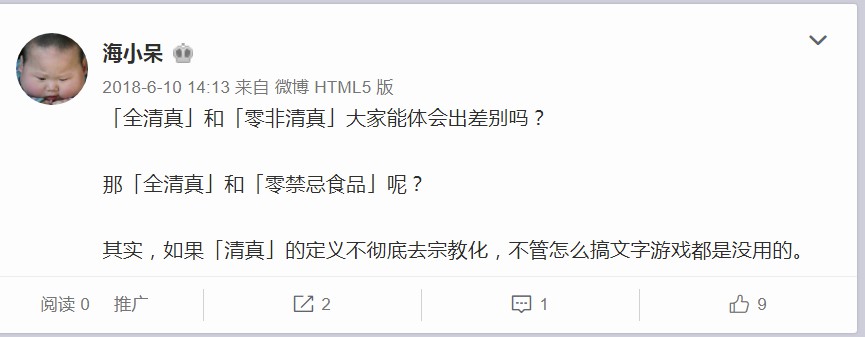 海小呆
2018-6-10 14:13 来自 微博 HTML5 版
「全清真」和「零非清真」大家能体会出差别吗？
那「全清真」和「零禁忌食品」呢？
其实，如果「清真」的定义不彻底去宗教化，不管怎么搞文字游戏都是没用的。
阅读 0 推广 2 1 9